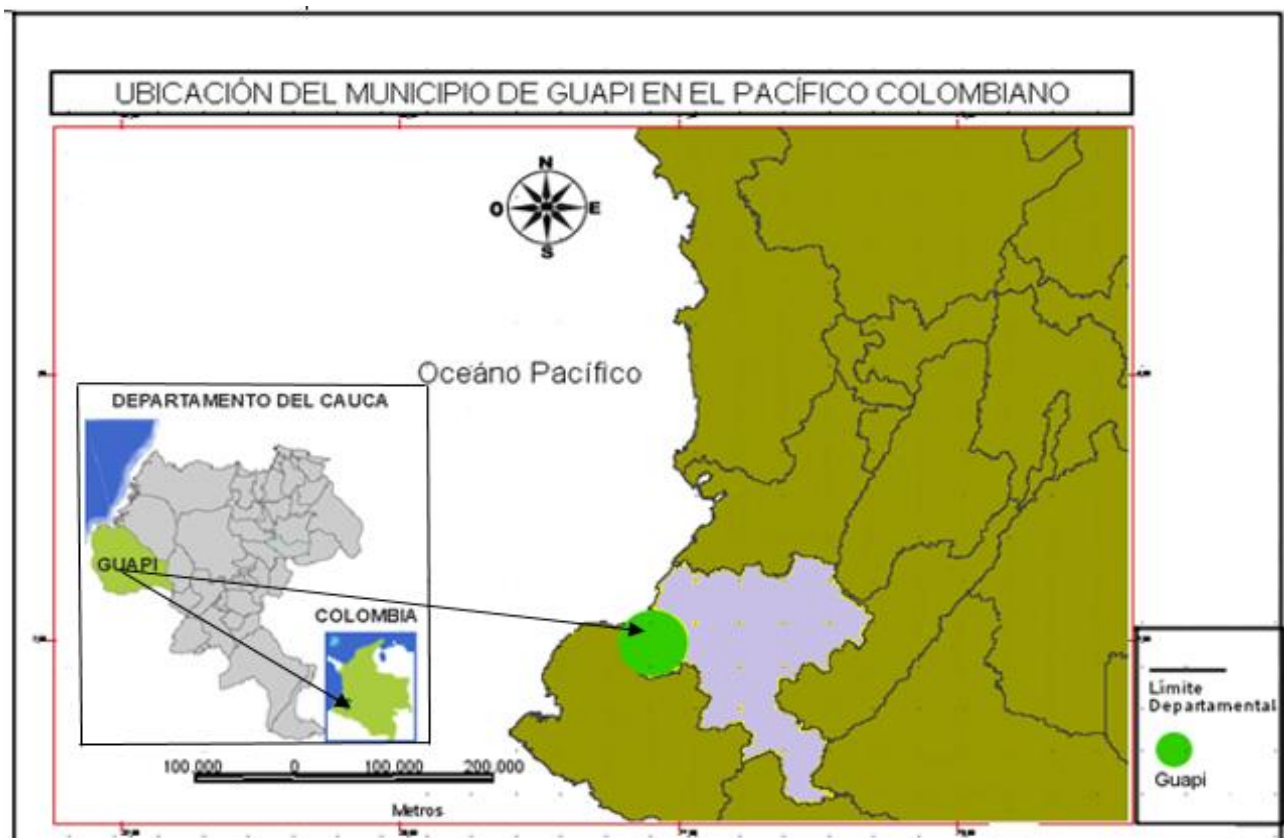 UBICACIÓN DEL MUNICIPIO DE GUAPI EN EL PACÍFICO COLOMBIANO
N
O E
S
Oceáno Pacífico
DEPARTAMENTO DEL CAUCA
GUAPI
COLOMBIA
100,000 0 100,000 200,000
Metros
Límite
Departamental
Guapi